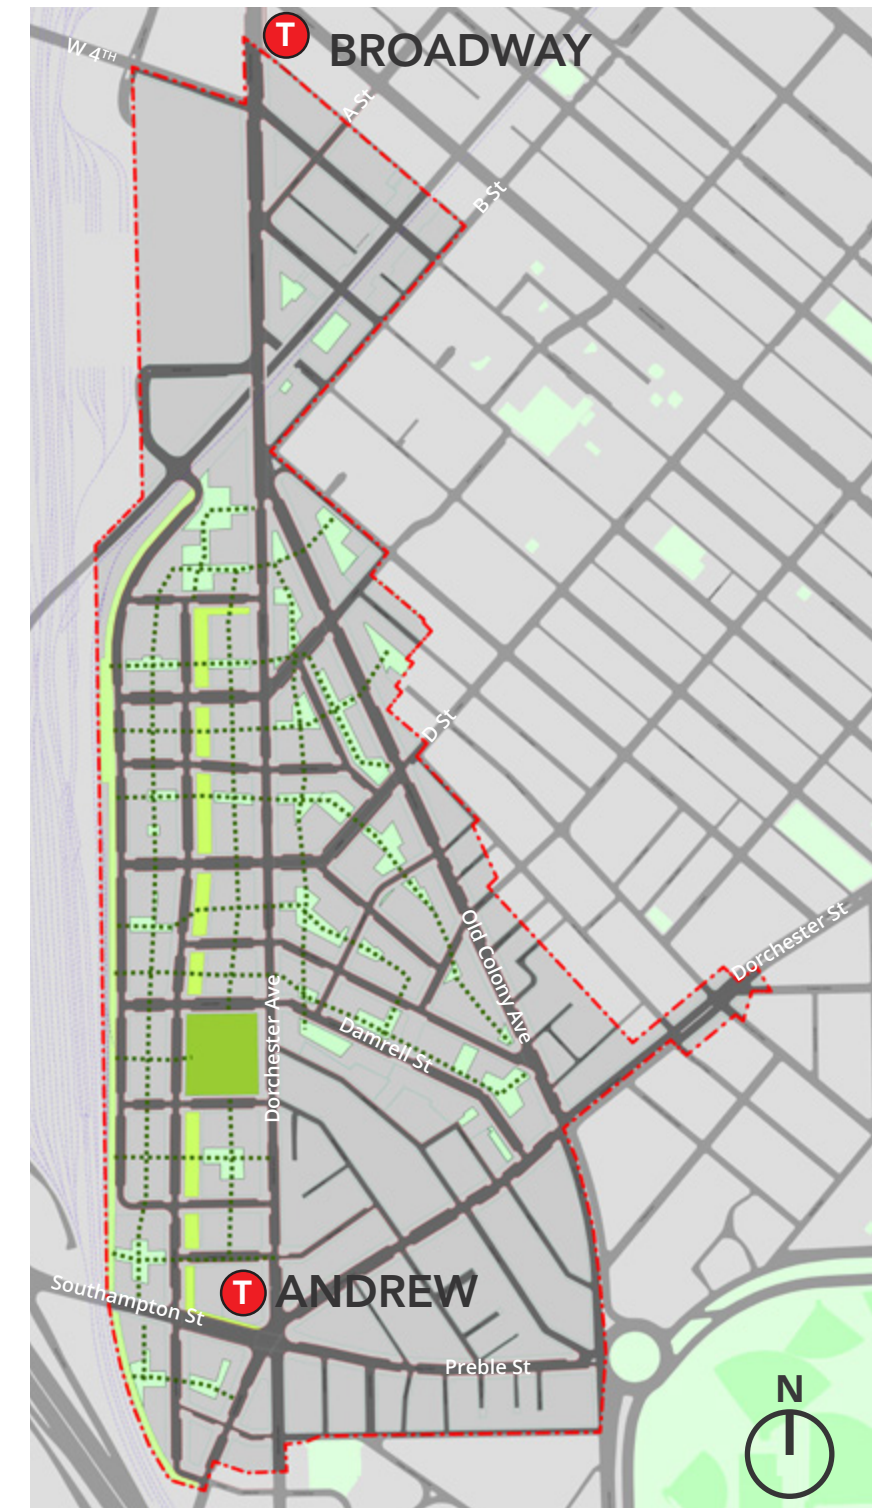 T BROADWAY
W 4TH
A St
B St
D St
Dorchester St
Old Colony Ave
Dorchester Ave
Damrell St
T ANDREW
Southampton St
Preble St
N